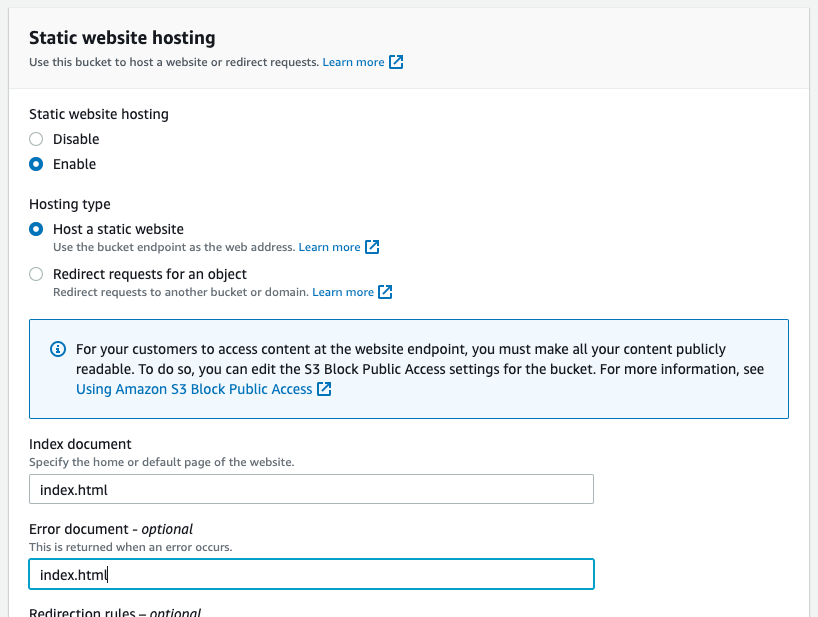 Static website hosting
Use this bucket to host a website or redirect requests. Learn more
Static website hosting
Disable
Enable
Hosting type
Host a static website
Use the bucket endpoint as the web address. Learn more
Redirect requests for an object
Redirect requests to another bucket or domain. Learn more
For your customers to access content at the website endpoint, you must make all your content publicly
readable. To do so, you can edit the S3 Block Public Access settings for the bucket. For more information, see
Using Amazon S3 Block Public Access
Index document
Specify the home or default page of the website.
index.html
Error document - optional
This is returned when an error occurs.
index.html
Redirection rules – optional